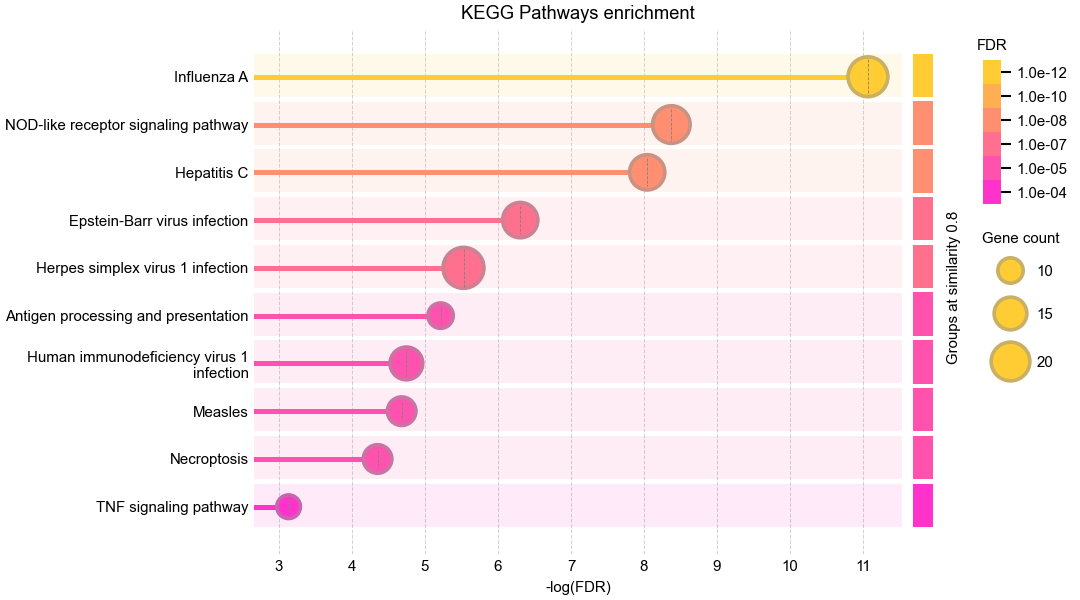 KEGG Pathways enrichment
Influenza A
NOD-like receptor signaling pathway
Hepatitis C
Epstein-Barr virus infection
Herpes simplex virus 1 infection
Antigen processing and presentation
Human immunodeficiency virus 1
infection
Measles
Necroptosis
TNF signaling pathway
3 4 5 6 7 8 9 10 11
-log(FDR)
Groups at similarity 0.8
FDR
1.0e-12
1.0e-10
1.0e-08
1.0e-07
1.0e-05
1.0e-04
Gene count
10
15
20